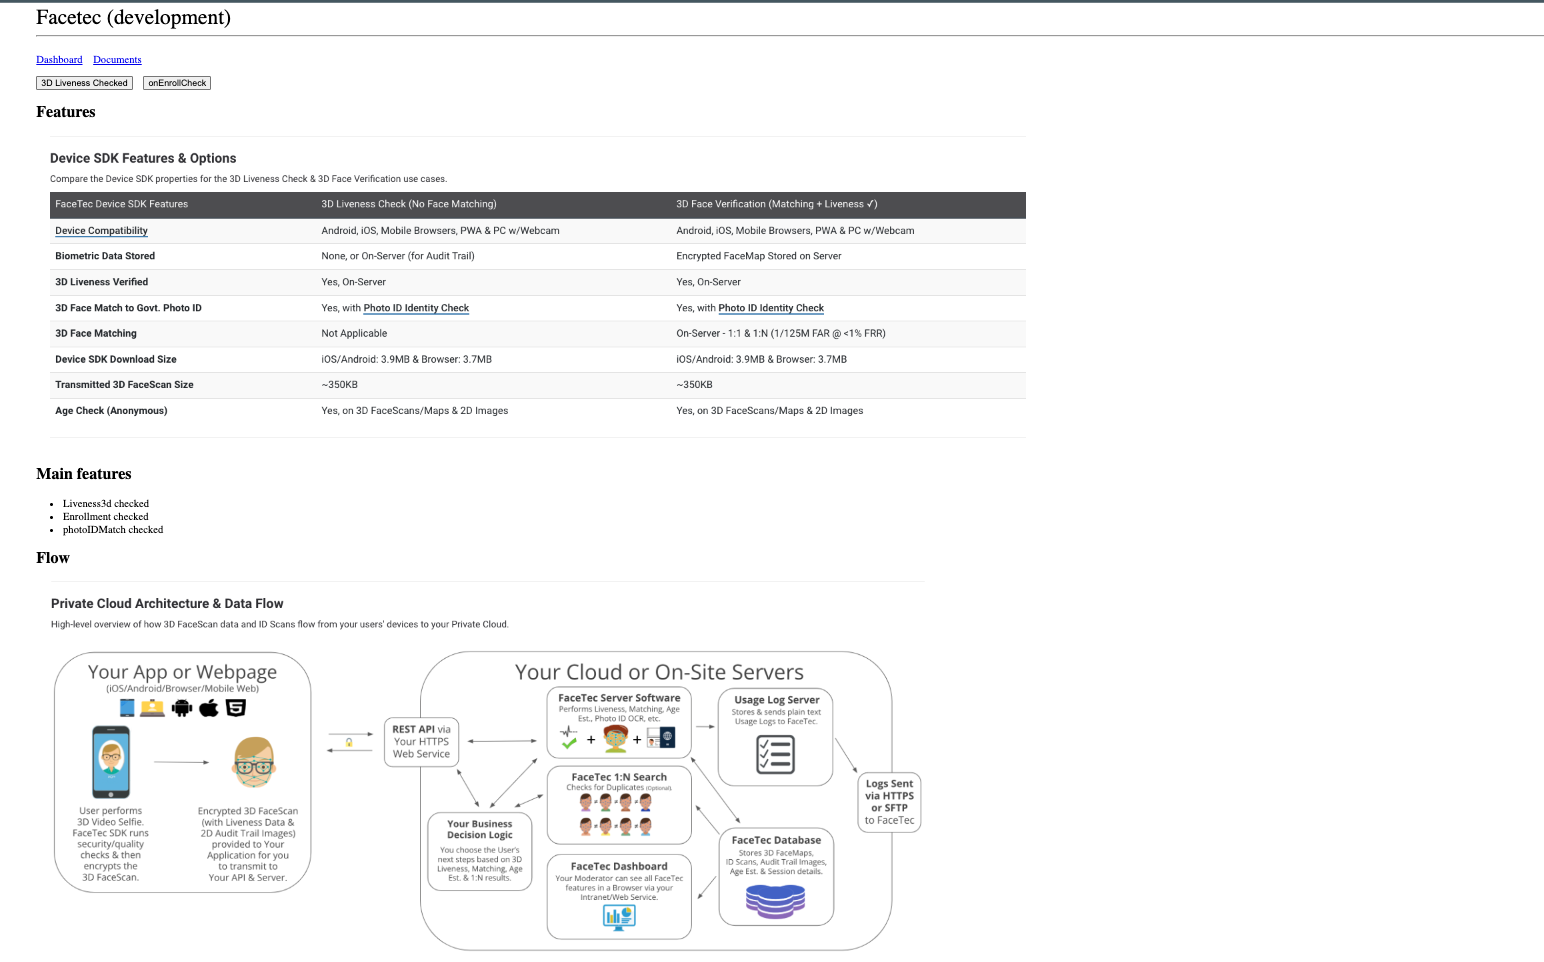 Facetec (development)
Dashboard Documents
3D Liveness Checked onEnrollCheck
Features
Device SDK Features & Options
Compare the Device SDK properties for the 3D Liveness Check & 3D Face Verification use cases.
FaceTec Device SDK Features 3D Liveness Check (No Face Matching) 3D Face Verification (Matching + Liveness ✓)
Device Compatibility Android, iOS, Mobile Browsers, PWA & PC w/Webcam Android, iOS, Mobile Browsers, PWA & PC w/Webcam
Biometric Data Stored None, or On-Server (for Audit Trail) Encrypted FaceMap Stored on Server
3D Liveness Verified Yes, On-Server Yes, On-Server
3D Face Match to Govt. Photo ID Yes, with Photo ID Identity Check Yes, with Photo ID Identity Check
3D Face Matching Not Applicable On-Server - 1:1 & 1:N (1/125M FAR @ <1% FRR)
Device SDK Download Size iOS/Android: 3.9MB & Browser: 3.7MB iOS/Android: 3.9MB & Browser: 3.7MB
Transmitted 3D FaceScan Size ~350KB ~350KB
Age Check (Anonymous) Yes, on 3D FaceScans/Maps & 2D Images Yes, on 3D FaceScans/Maps & 2D Images
Main features
• Liveness3d checked
• Enrollment checked
• photoIDMatch checked
Flow
Private Cloud Architecture & Data Flow
High-level overview of how 3D FaceScan data and ID Scans flow from your users' devices to your Private Cloud.
Your App or Webpage
(iOS/Android/Browser/Mobile Web)
User performs
3D Video Selfie.
FaceTec SDK runs
security/quality
checks & then
encrypts the
3D FaceScan.
Encrypted 3D FaceScan
(with Liveness Data &
2D Audit Trail Images)
provided to Your
Application for you
to transmit to
Your API & Server.
REST API via
Your HTTPS
Web Service
Your Cloud or On-Site Servers
FaceTec Server Software
Performs Liveness, Matching, Age
Est., Photo ID OCR, etc.
+ +
Usage Log Server
Stores & sends plain text
Usage Logs to FaceTec.
Logs Sent
via HTTPS
or SFTP
to FaceTec
FaceTec 1:N Search
Checks for Duplicates (Optional).
Your Business
Decision Logic
You choose the User's
next steps based on 3D
Liveness, Matching, Age
Est. & 1:N results.
FaceTec Database
Stores 3D FaceMaps,
ID Scans, Audit Trail Images,
Age Est. & Session details.
FaceTec Dashboard
Your Moderator can see all FaceTec
features in a Browser via your
Intranet/Web Service.